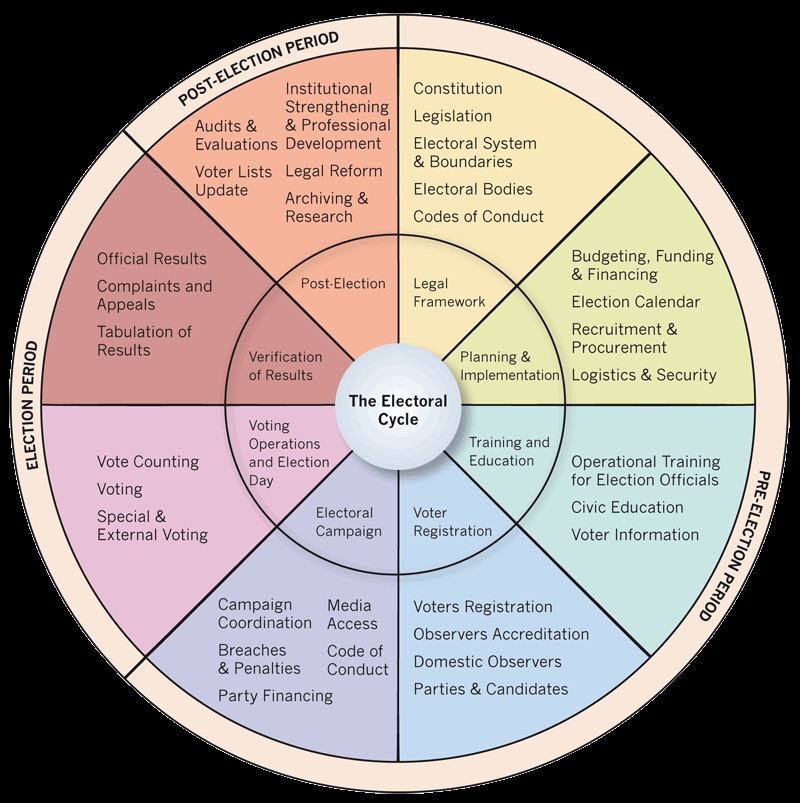 POST-ELECTION PERIOD
Institutional
Strengthening
& Professional
Development
Legal Reform
Archiving &
Research
Audits &
Evaluations
Voter Lists
Update
Post-Election
Constitution
Legislation
Electoral System
& Boundaries
Electoral Bodies
Codes of Conduct
Legal
Framework
Budgeting, Funding
& Financing
Election Calendar
Recruitment &
Procurement
Logistics & Security
Planning &
Implementation
PRE-ELECTION PERIOD
Operational Training
for Election Officials
Civic Education
Voter Information
Training and
Education
Voter
Registration
Voters Registration
Observers Accreditation
Domestic Observers
Parties & Candidates
Electoral
Campaign
Campaign
Coordination
Breaches
& Penalties
Party Financing
Media
Access
Code of
Conduct
Voting
Operations
and Election
Day
Vote Counting
Voting
Special &
External Voting
ELECTION PERIOD
Official Results
Complaints and
Appeals
Tabulation of
Results
Verification
of Results
The Electoral
Cycle